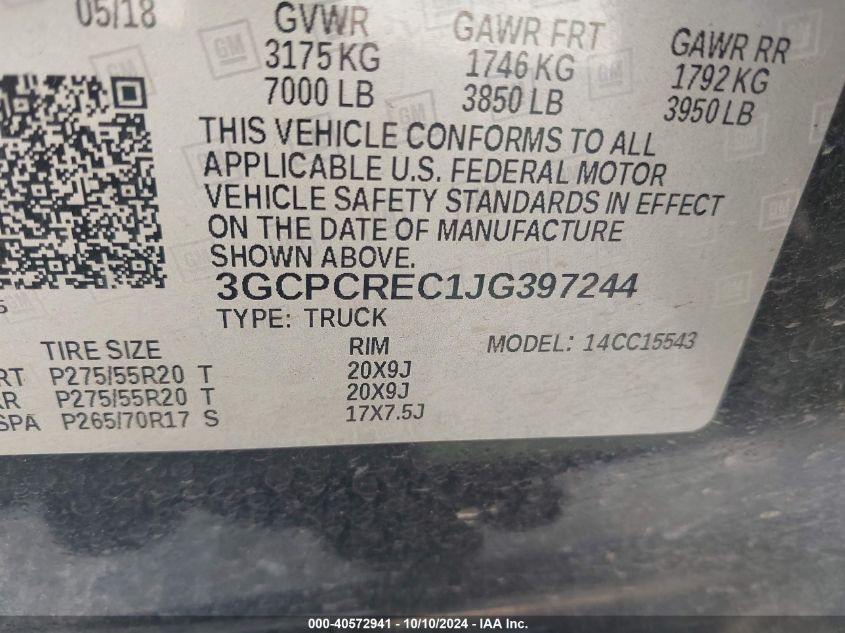 05/18
GVWR GAWR FRT GAWR RR
3175 KG 1746 KG 1792 KG
7000 LB 3850 LB 3950 LB
THIS VEHICLE CONFORMS TO ALL
APPLICABLE U.S. FEDERAL MOTOR
VEHICLE SAFETY STANDARDS IN EFFECT
ON THE DATE OF MANUFACTURE
SHOWN ABOVE.
3GCPCREC1JG397244
TYPE: TRUCK
MODEL: 14CC15543
TIRE SIZE RIM
RT P275/55R20 T 20X9J
R P275/55R20 T 20X9J
SPA P265/70R17 S 17X7.5J
GM
000-40572941 - 10/10/2024 - IAA Inc.